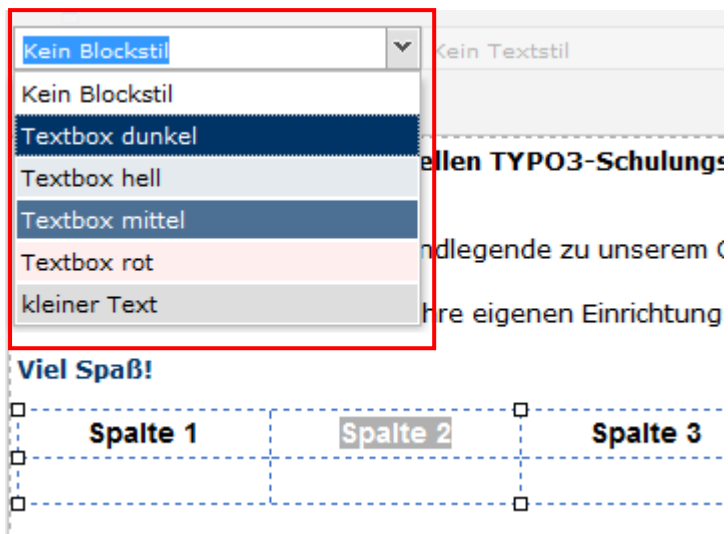 Kein Blockstil Kein Textstil
Kein Blockstil
Textbox dunkel
Textbox hell
Textbox mittel
Textbox rot
kleiner Text
ellen TYPO3-Schulungs
ndlegende zu unserem
hre eigenen Einrichtung
Viel Spaß!
Spalte 1 Spalte 2 Spalte 3